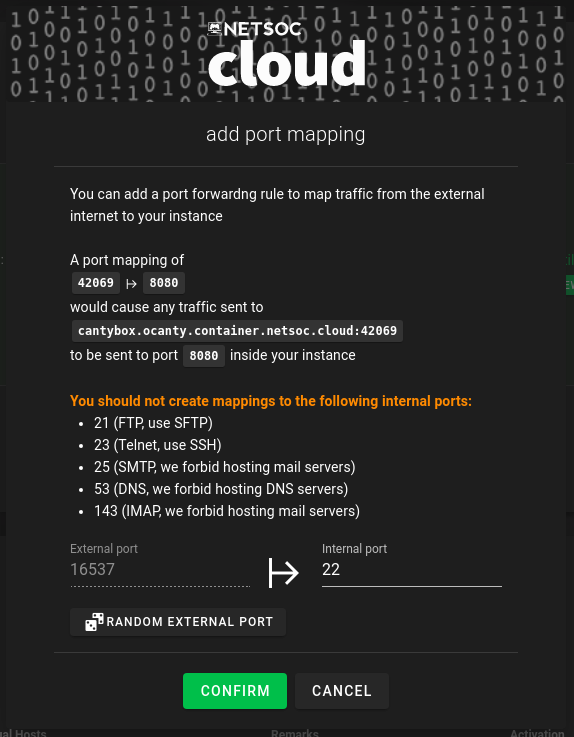 NETSOC
cloud
add port mapping
You can add a port forwardng rule to map traffic from the external
internet to your instance
A port mapping of
42069 ↦ 8080
would cause any traffic sent to
cantybox.ocanty.container.netsoc.cloud:42069
to be sent to port 8080 inside your instance
You should not create mappings to the following internal ports:
• 21 (FTP, use SFTP)
• 23 (Telnet, use SSH)
• 25 (SMTP, we forbid hosting mail servers)
• 53 (DNS, we forbid hosting DNS servers)
• 143 (IMAP, we forbid hosting mail servers)
External port Internal port
16537 ↦ 22
RANDOM EXTERNAL PORT
CONFIRM CANCEL
Hosts Remarks Activation